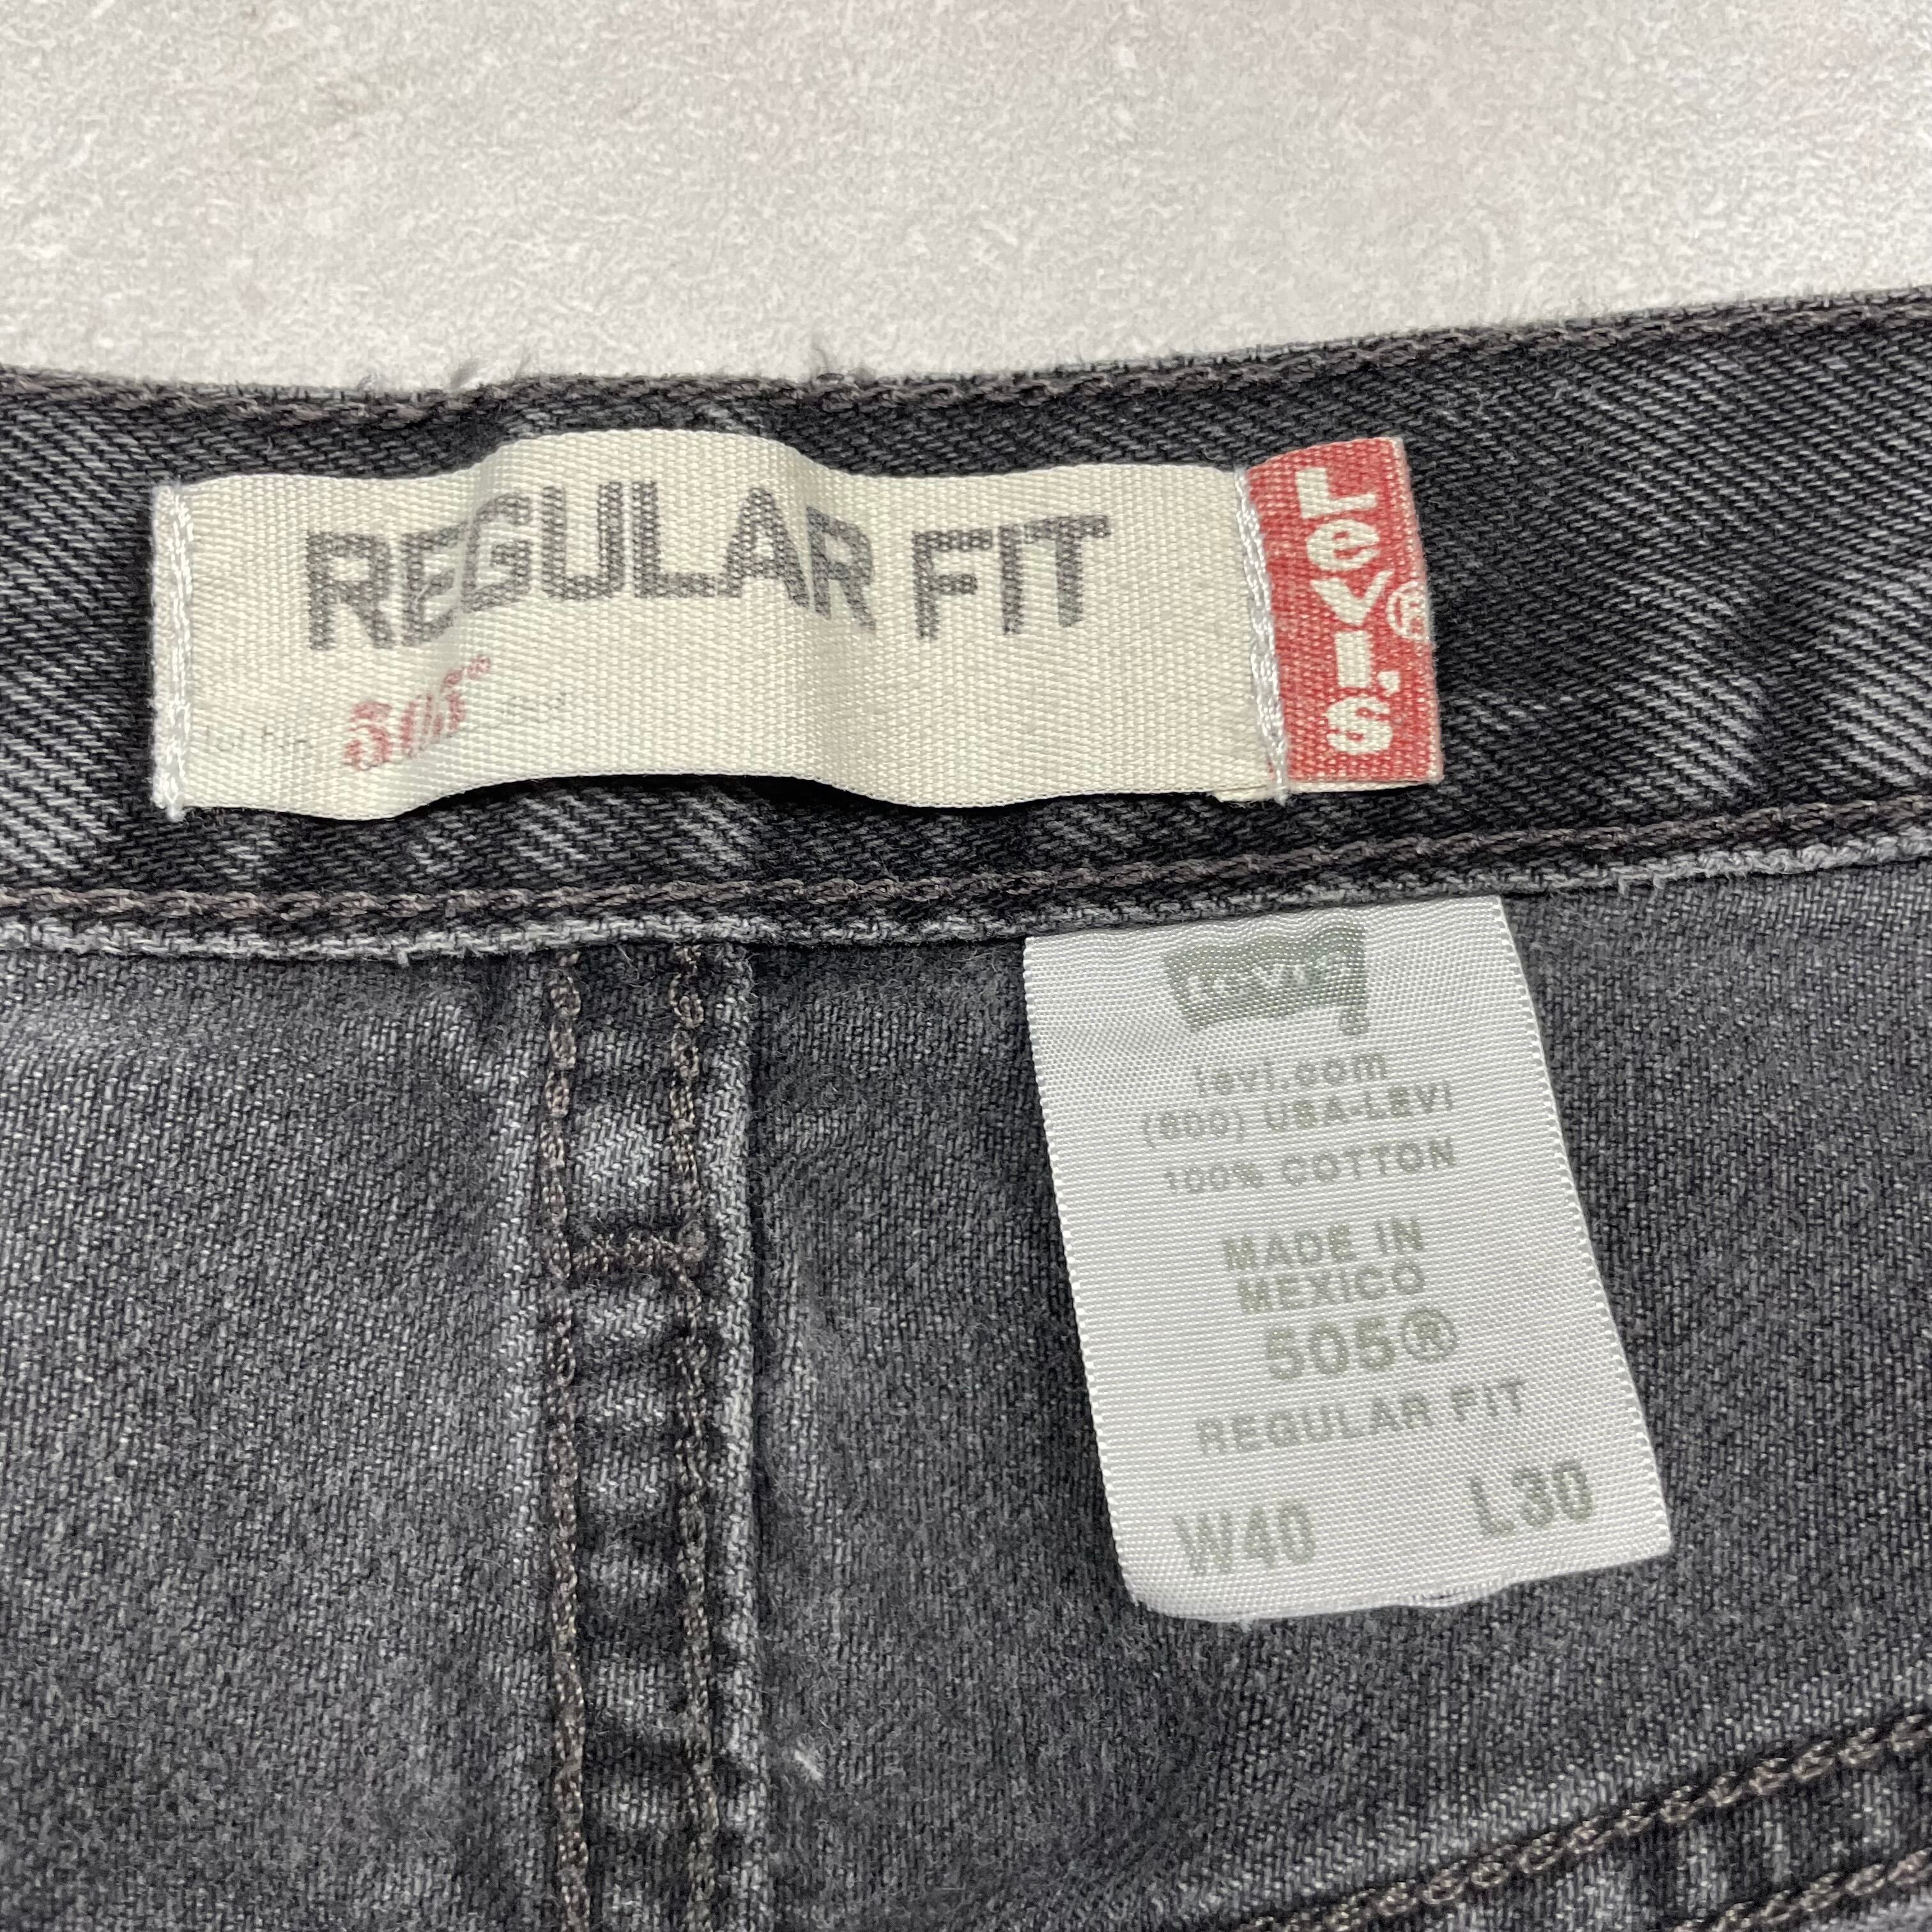 REGULAR FIT
505®
LEVI'S®
Levi's
levi.com
(800) USA-LEVI
100% COTTON
MADE IN
MEXICO
505®
REGULAR FIT
W40 L30